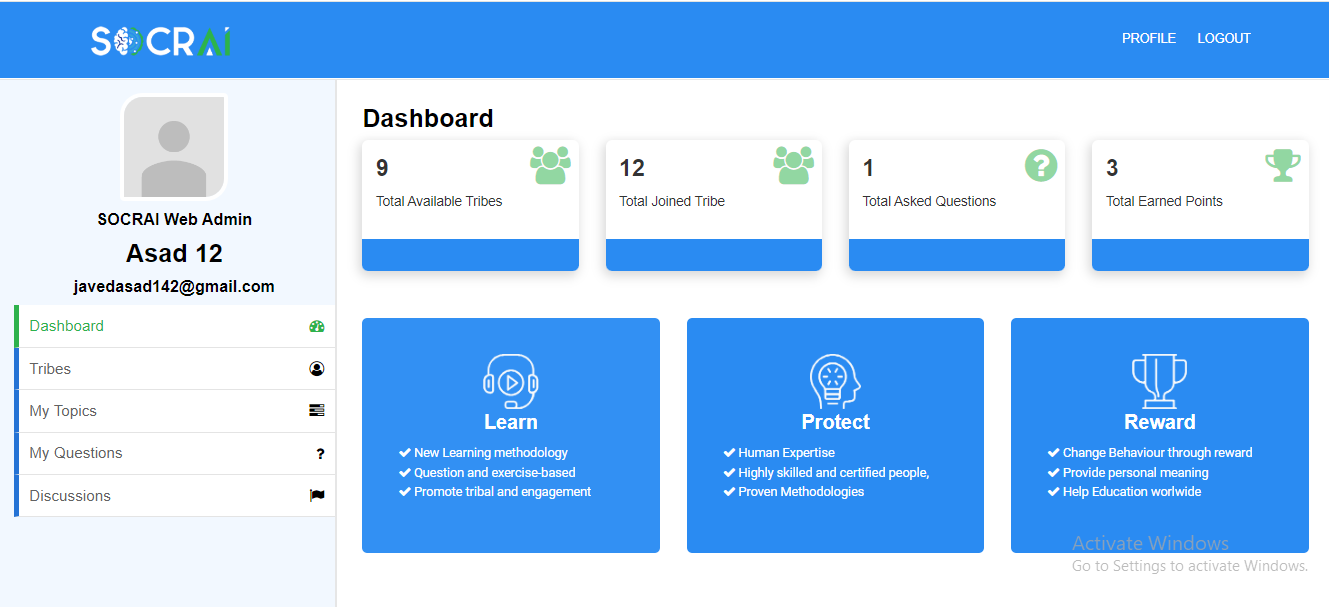 SOCRAI
PROFILE LOGOUT
SOCRAI Web Admin
Asad 12
javedasad142@gmail.com
Dashboard
Tribes
My Topics
My Questions
?
Discussions
Dashboard
9
Total Available Tribes
12
Total Joined Tribe
1
?
Total Asked Questions
3
Total Earned Points
Learn
New Learning methodology
Question and exercise-based
Promote tribal and engagement
Protect
Human Expertise
Highly skilled and certified people,
Proven Methodologies
Reward
Change Behaviour through reward
Provide personal meaning
Help Education worlwide
Activate Windows
Go to Settings to activate Windows.